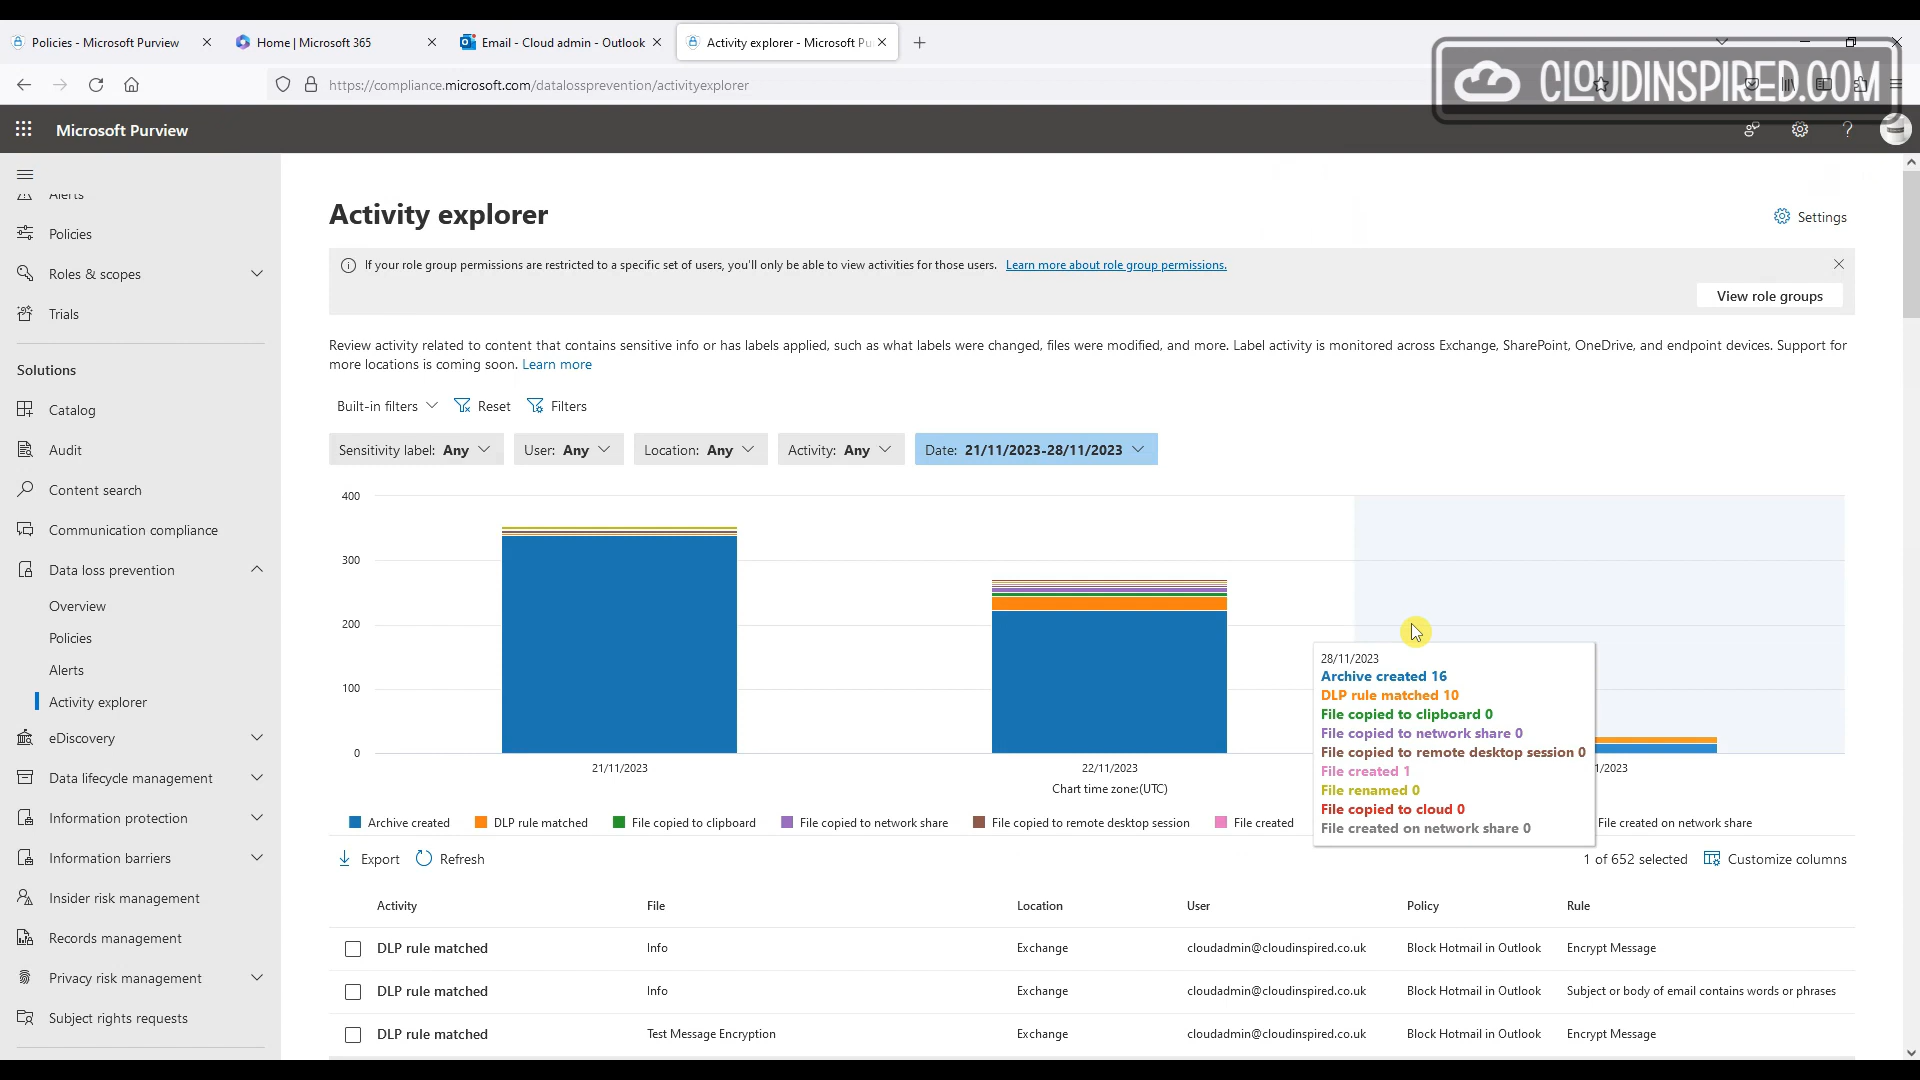 Policies - Microsoft Purview
Home | Microsoft 365
Email - Cloud admin - Outlook
Activity explorer - Microsoft Pu
https://compliance.microsoft.com/datalossprevention/activityexplorer
CLOUDINSPIRED.COM
Microsoft Purview
Alerts
Policies
Roles & scopes
Trials
Solutions
Catalog
Audit
Content search
Communication compliance
Data loss prevention
Overview
Policies
Alerts
Activity explorer
eDiscovery
Data lifecycle management
Information protection
Information barriers
Insider risk management
Records management
Privacy risk management
Subject rights requests
Activity explorer
Settings
If your role group permissions are restricted to a specific set of users, you'll only be able to view activities for those users. Learn more about role group permissions.
View role groups
Review activity related to content that contains sensitive info or has labels applied, such as what labels were changed, files were modified, and more. Label activity is monitored across Exchange, SharePoint, OneDrive, and endpoint devices. Support for
more locations is coming soon. Learn more
Built-in filters Reset Filters
Sensitivity label: Any User: Any Location: Any Activity: Any Date: 21/11/2023-28/11/2023
400
300
200
100
0
21/11/2023 22/11/2023 1/2023
Chart time zone:(UTC)
28/11/2023
Archive created 16
DLP rule matched 10
File copied to clipboard 0
File copied to network share 0
File copied to remote desktop session 0
File created 1
File renamed 0
File copied to cloud 0
File created on network share 0
Archive created DLP rule matched File copied to clipboard File copied to network share File copied to remote desktop session File created File created on network share
Export Refresh 1 of 652 selected Customize columns
Activity File Location User Policy Rule
DLP rule matched Info Exchange cloudadmin@cloudinspired.co.uk Block Hotmail in Outlook Encrypt Message
DLP rule matched Info Exchange cloudadmin@cloudinspired.co.uk Block Hotmail in Outlook Subject or body of email contains words or phrases
DLP rule matched Test Message Encryption Exchange cloudadmin@cloudinspired.co.uk Block Hotmail in Outlook Encrypt Message